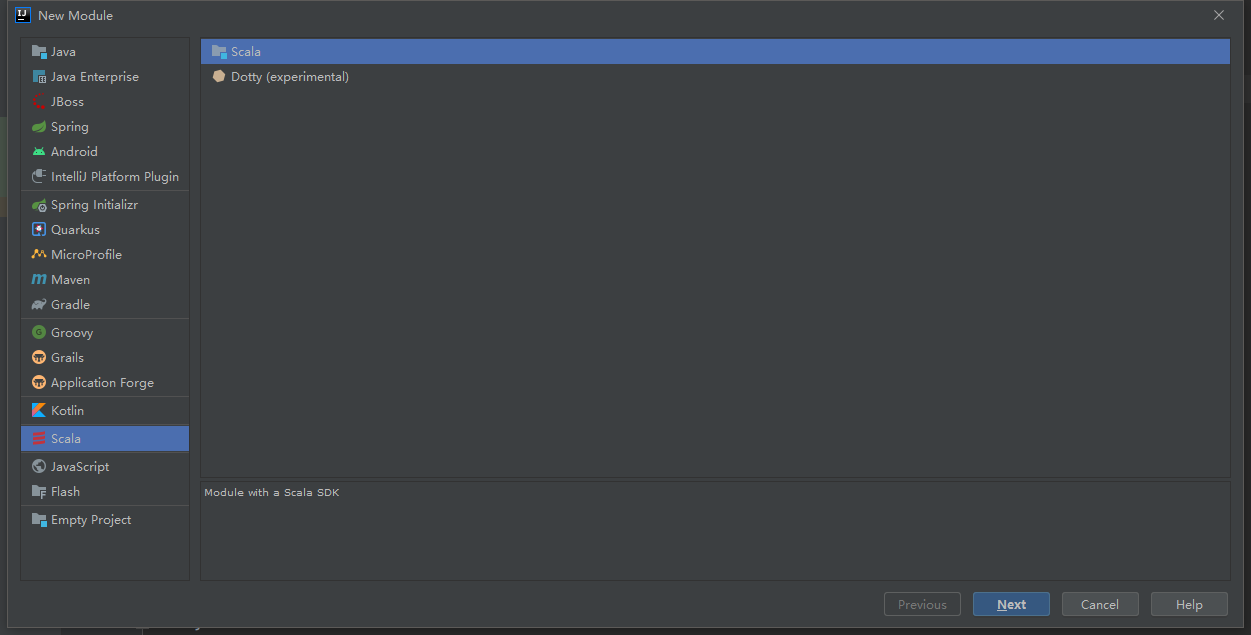 New Module
Java
Java Enterprise
JBoss
Spring
Android
IntelliJ Platform Plugin
Spring Initializr
Quarkus
MicroProfile
Maven
Gradle
Groovy
Grails
Application Forge
Kotlin
Scala
JavaScript
Flash
Empty Project
Scala
Dotty (experimental)
Module with a Scala SDK
Previous
Next
Cancel
Help